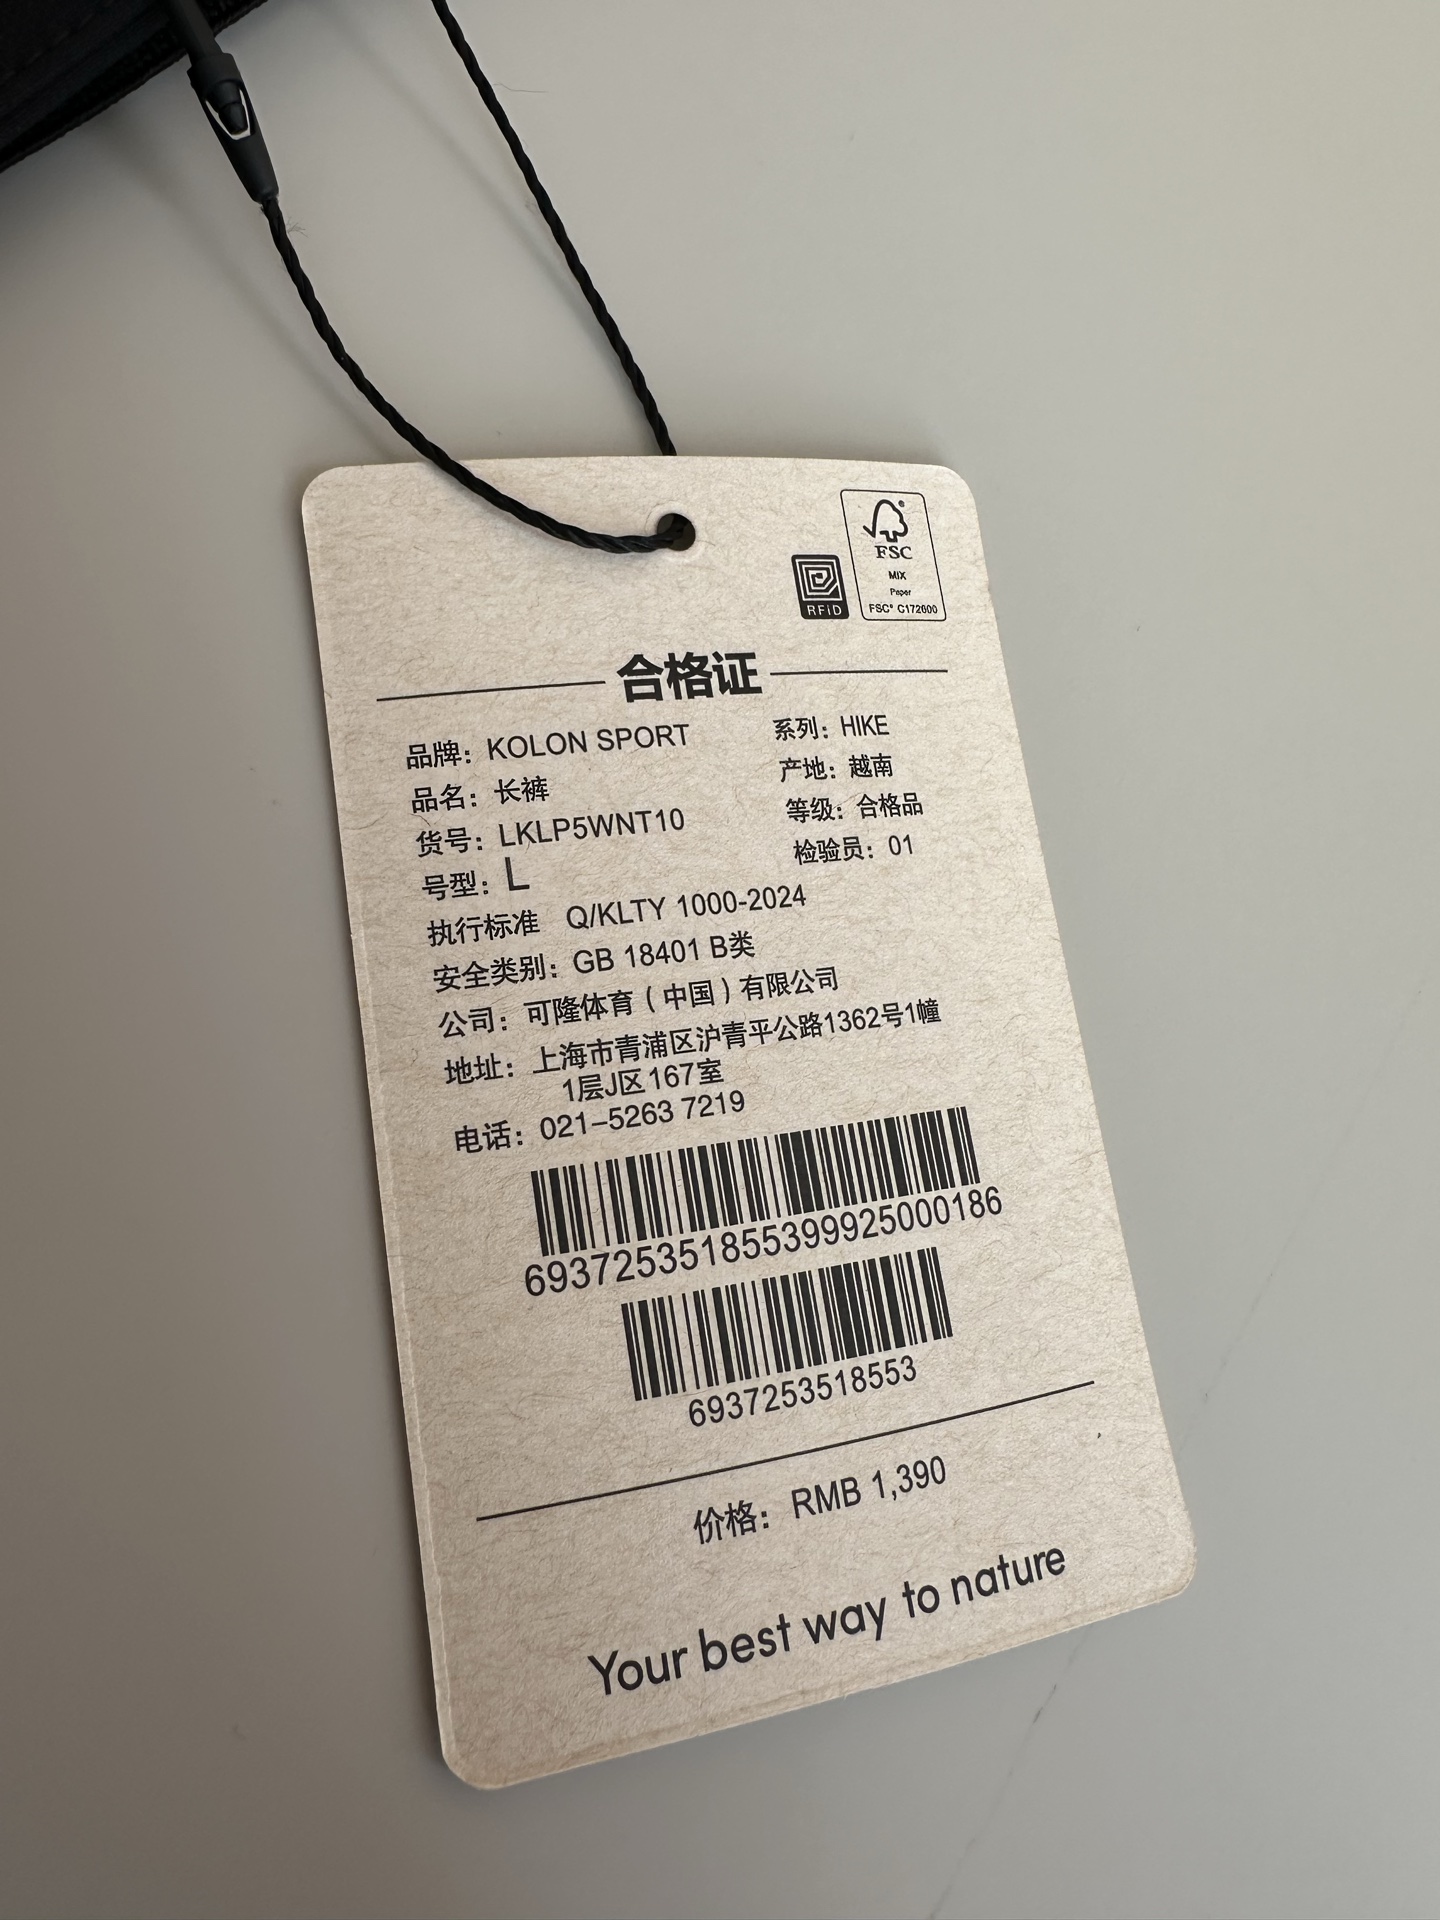 FSC
MIX
Paper
FSC® C172600
RFID
合格证
品牌：KOLON SPORT 系列：HIKE
品名：长裤 产地：越南
货号：LKLP5WNT10 等级：合格品
号型：L 检验员：01
执行标准 Q/KLTY 1000-2024
安全类别：GB 18401 B类
公司：可隆体育（中国）有限公司
地址：上海市青浦区沪青平公路1362号1幢
1层J区167室
电话：021-5263 7219
693725351855399925000186
6937253518553
价格：RMB 1,390
Your best way to nature